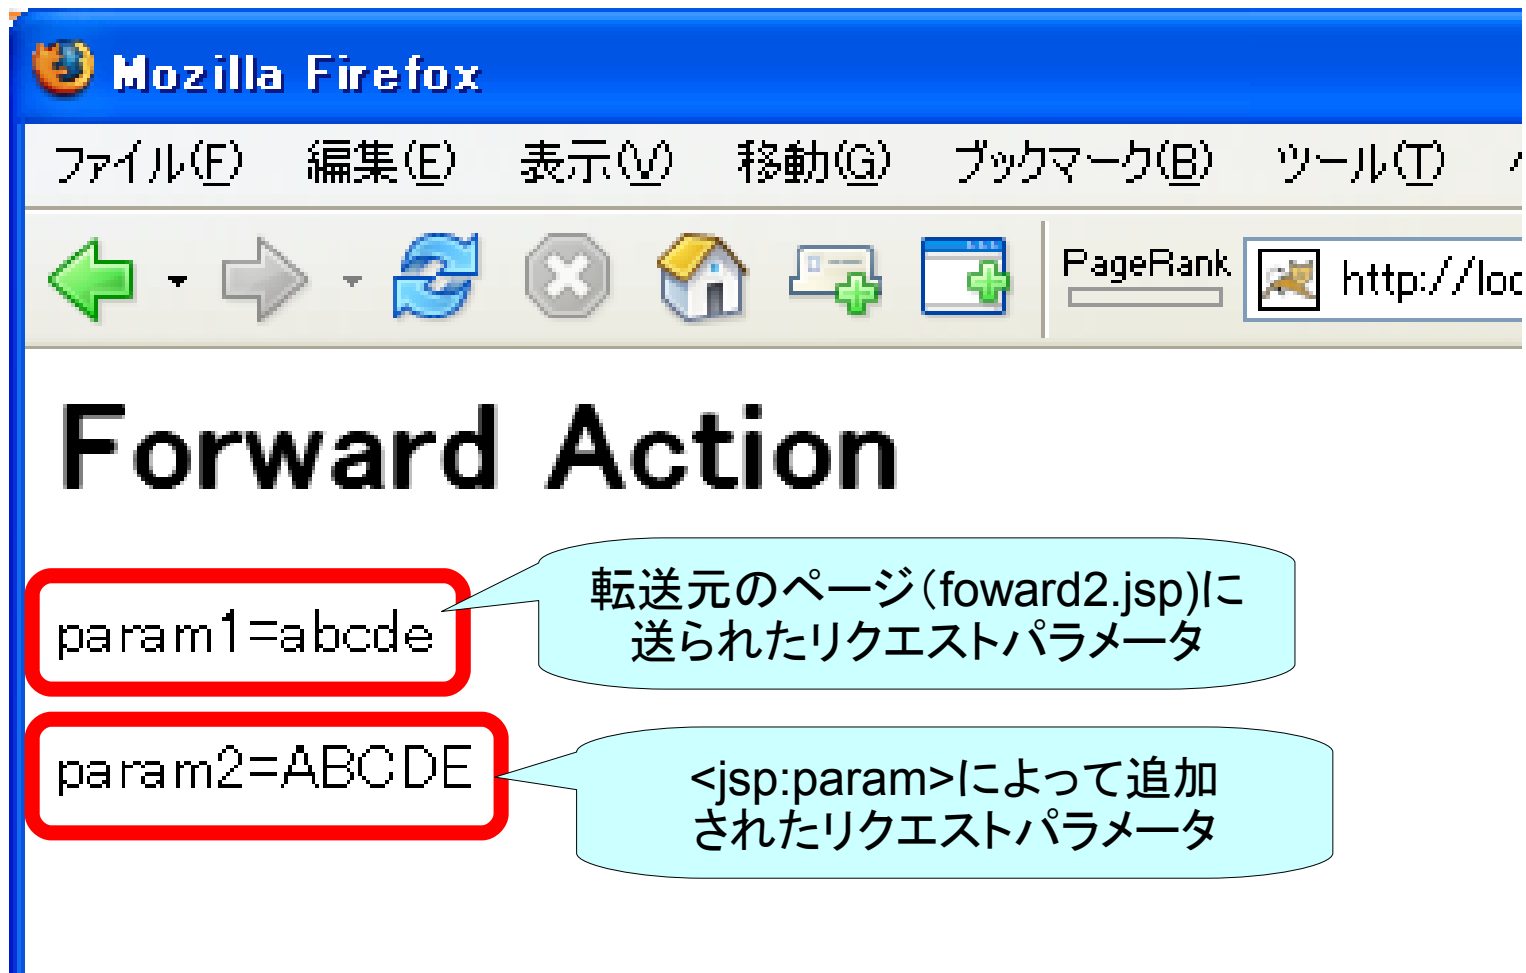 Mozilla Firefox
ファイル(F) 編集(E) 表示(V) 移動(G) ブックマーク(B) ツール(T)
PageRank http://loc
Forward Action
転送元のページ(foward2.jsp)に
送られたリクエストパラメータ
param1=abcde
<jsp:param>によって追加
されたリクエストパラメータ
param2=ABCDE